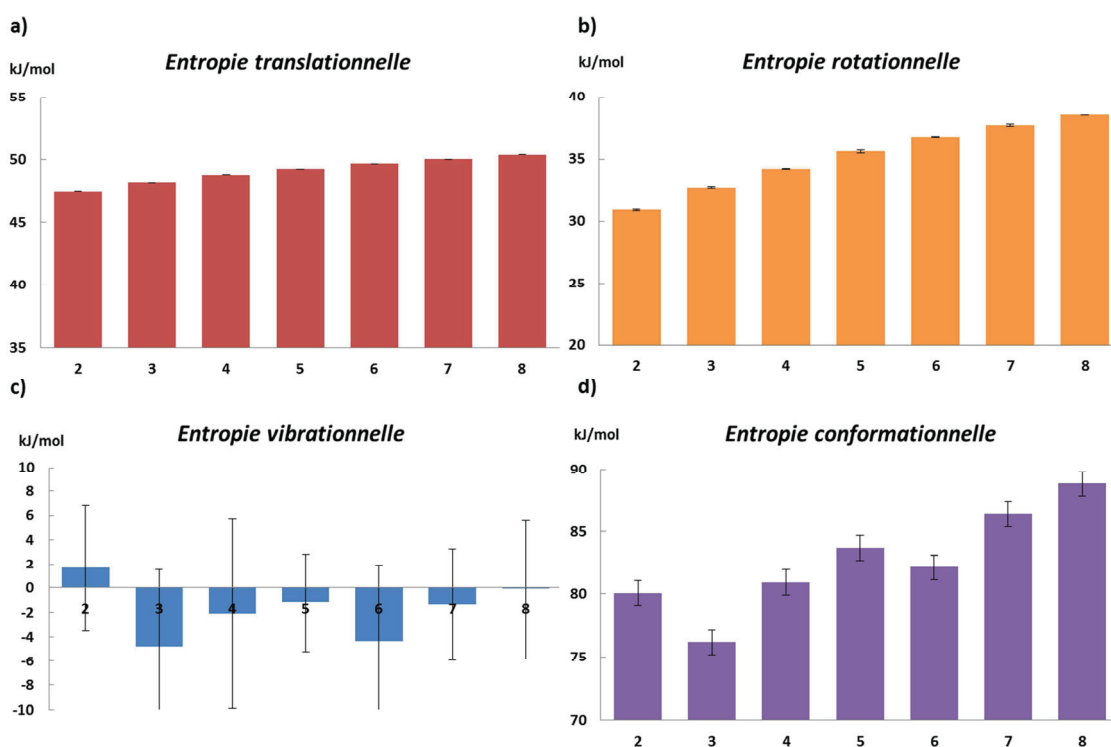 a)
Entropie translationnelle
kJ/mol
55
50
45
40
35
2 3 4 5 6 7 8
b)
Entropie rotationnelle
kJ/mol
40
35
30
25
20
2 3 4 5 6 7 8
c)
Entropie vibrationnelle
kJ/mol
10
8
6
4
2
0
-2
-4
-6
-8
-10
2 3 4 5 6 7 8
d)
Entropie conformationnelle
kJ/mol
90
85
80
75
70
2 3 4 5 6 7 8